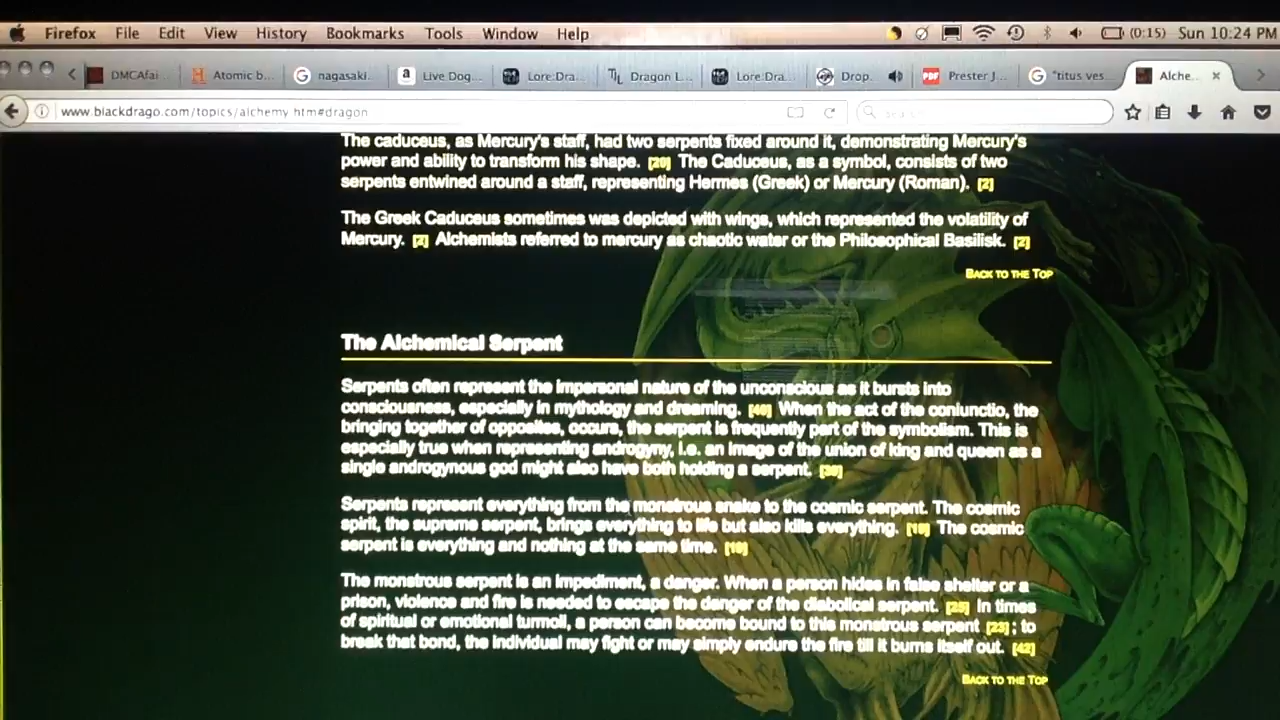 Firefox File Edit View History Bookmarks Tools Window Help (0:15) Sun 10:24 PM
DMCAfai... Atomic b... nagasaki... Live Dog... Lore:Dra... Dragon L... Lore:Dra... Drop. PDF Prester J... "titus ves... Alche...
www.blackdrago.com/topics/alchemy.htm#dragon
The caduceus, as Mercury's staff, had two serpents fixed around it, demonstrating Mercury's
power and ability to transform his shape. [20] The Caduceus, as a symbol, consists of two
serpents entwined around a staff, representing Hermes (Greek) or Mercury (Roman). [2]
The Greek Caduceus sometimes was depicted with wings, which represented the volatility of
Mercury. [2] Alchemists referred to mercury as chaotic water or the Philosophical Basilisk. [2]
BACK TO THE TOP
The Alchemical Serpent
Serpents often represent the impersonal nature of the unconscious as it bursts into
consciousness, especially in mythology and dreaming. [40] When the act of the coniunctio, the
bringing together of opposites, occurs, the serpent is frequently part of the symbolism. This is
especially true when representing androgyny, i.e. an image of the union of king and queen as a
single androgynous god might also have both holding a serpent.
Serpents represent everything from the monstrous snake to the cosmic serpent. The cosmic
spirit, the supreme serpent, brings everything to life but also kills everything. The cosmic
serpent is everything and nothing at the same time.
The monstrous serpent is an impediment, a danger. When a person hides in false shelter or a
prison, violence and fire is needed to escape the danger of the diabolical serpent. [25] In times
of spiritual or emotional turmoil, a person can become bound to this monstrous serpent [23]; to
break that bond, the individual may fight or may simply endure the fire till it burns itself out. [42]
BACK TO THE TOP